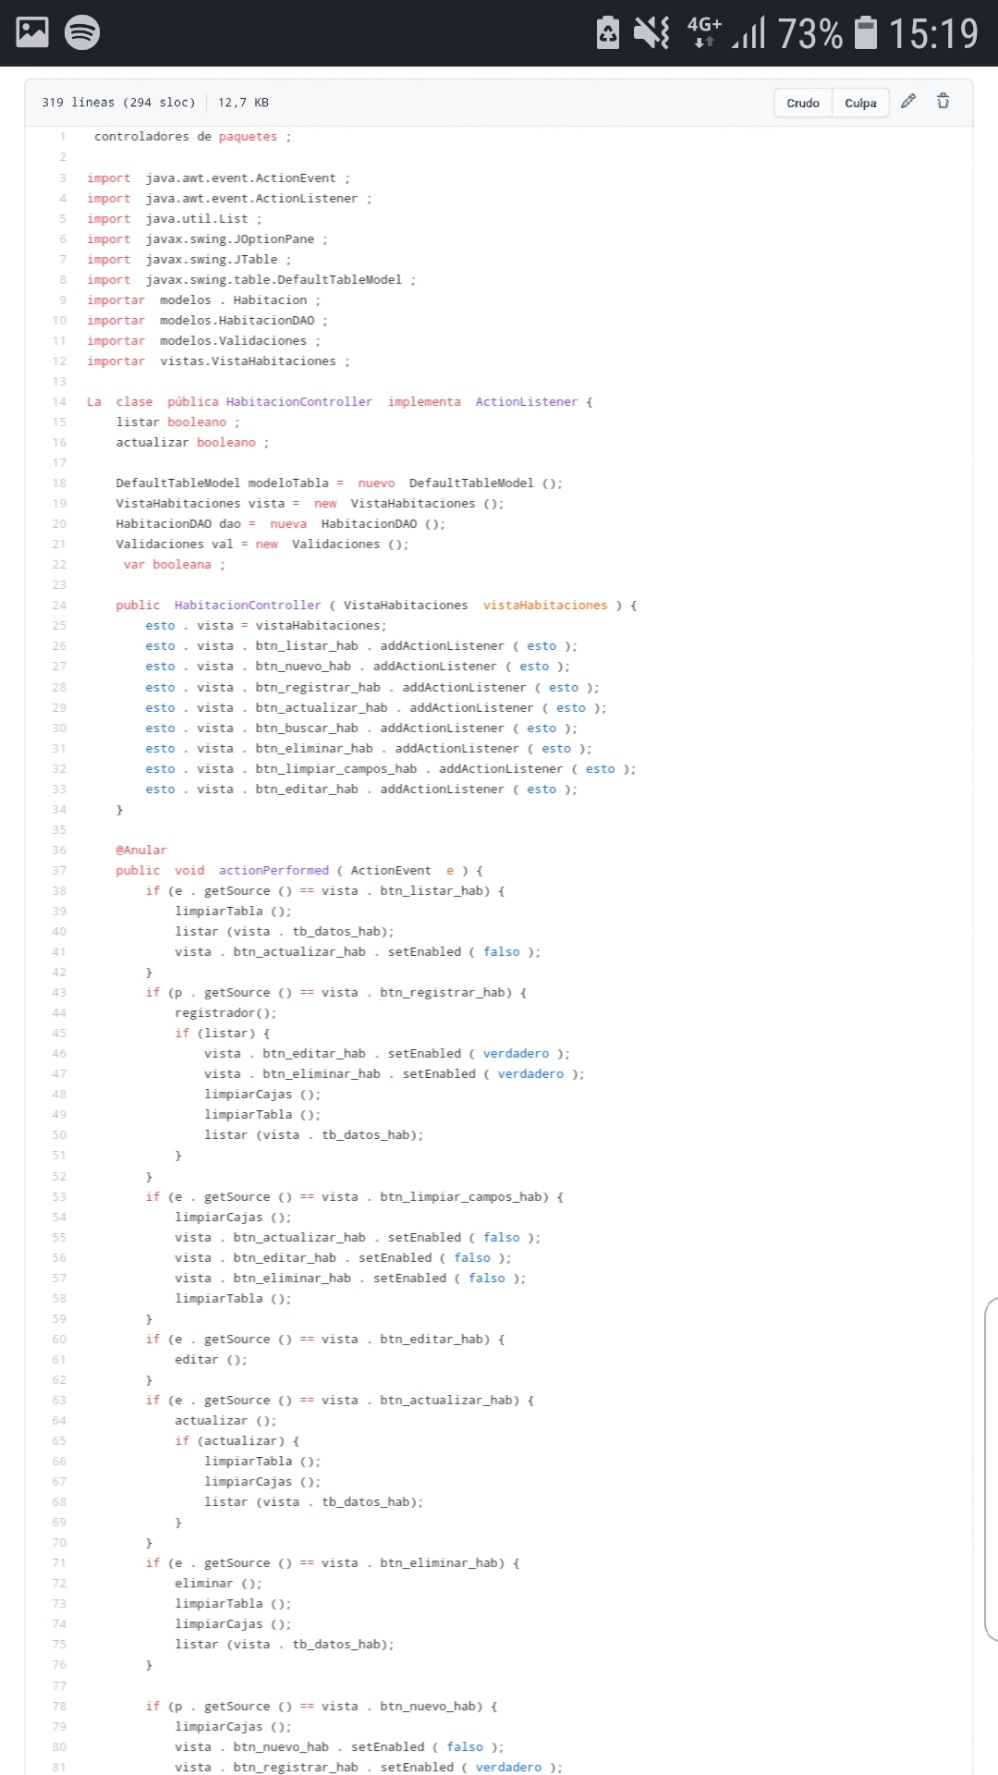 4G+ 73% 15:19
319 líneas (294 sloc) 12,7 KB Crudo Culpa
1 controladores de paquetes ;
2
3 import java.awt.event.ActionEvent ;
4 import java.awt.event.ActionListener ;
5 import java.util.List ;
6 import javax.swing.JOptionPane ;
7 import javax.swing.JTable ;
8 import javax.swing.table.DefaultTableModel ;
9 importar modelos . Habitacion ;
10 importar modelos.HabitacionDAO ;
11 importar modelos.Validaciones ;
12 importar vistas.VistaHabitaciones ;
13
14 La clase pública HabitacionController implementa ActionListener {
15 listar booleano ;
16 actualizar booleano ;
17
18 DefaultTableModel modeloTabla = nuevo DefaultTableModel ();
19 VistaHabitaciones vista = new VistaHabitaciones ();
20 HabitacionDAO dao = nueva HabitacionDAO ();
21 Validaciones val = new Validaciones ();
22 var booleana ;
23
24 public HabitacionController ( VistaHabitaciones vistaHabitaciones ) {
25 esto . vista = vistaHabitaciones;
26 esto . vista . btn_listar_hab . addActionListener ( esto );
27 esto . vista . btn_nuevo_hab . addActionListener ( esto );
28 esto . vista . btn_registrar_hab . addActionListener ( esto );
29 esto . vista . btn_actualizar_hab . addActionListener ( esto );
30 esto . vista . btn_buscar_hab . addActionListener ( esto );
31 esto . vista . btn_eliminar_hab . addActionListener ( esto );
32 esto . vista . btn_limpiar_campos_hab . addActionListener ( esto );
33 esto . vista . btn_editar_hab . addActionListener ( esto );
34 }
35
36 @Anular
37 public void actionPerformed ( ActionEvent e ) {
38 if (e . getSource () == vista . btn_listar_hab) {
39 limpiarTabla ();
40 listar (vista . tb_datos_hab);
41 vista . btn_actualizar_hab . setEnabled ( falso );
42 }
43 if (p . getSource () == vista . btn_registrar_hab) {
44 registrador();
45 if (listar) {
46 vista . btn_editar_hab . setEnabled ( verdadero );
47 vista . btn_eliminar_hab . setEnabled ( verdadero );
48 limpiarCajas ();
49 limpiarTabla ();
50 listar (vista . tb_datos_hab);
51 }
52 }
53 if (e . getSource () == vista . btn_limpiar_campos_hab) {
54 limpiarCajas ();
55 vista . btn_actualizar_hab . setEnabled ( falso );
56 vista . btn_editar_hab . setEnabled ( falso );
57 vista . btn_eliminar_hab . setEnabled ( falso );
58 limpiarTabla ();
59 }
60 if (e . getSource () == vista . btn_editar_hab) {
61 editar ();
62 }
63 if (e . getSource () == vista . btn_actualizar_hab) {
64 actualizar ();
65 if (actualizar) {
66 limpiarTabla ();
67 limpiarCajas ();
68 listar (vista . tb_datos_hab);
69 }
70 }
71 if (e . getSource () == vista . btn_eliminar_hab) {
72 eliminar ();
73 limpiarTabla ();
74 limpiarCajas ();
75 listar (vista . tb_datos_hab);
76 }
77
78 if (p . getSource () == vista . btn_nuevo_hab) {
79 limpiarCajas ();
80 vista . btn_nuevo_hab . setEnabled ( falso );
81 vista . btn_registrar_hab . setEnabled ( verdadero );